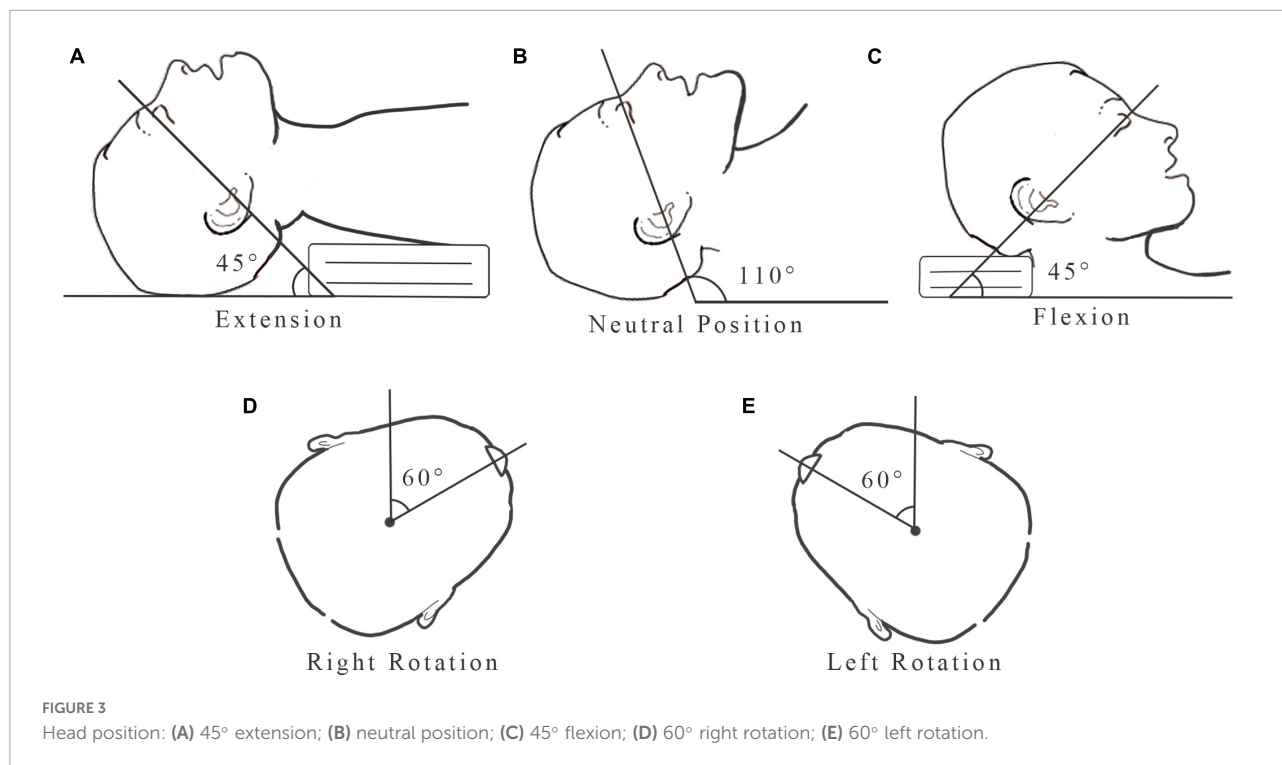 A
B
C
45°
110°
45°
Extension
Neutral Position
Flexion
D
E
60°
60°
Right Rotation
Left Rotation
FIGURE 3
Head position: (A) 45° extension; (B) neutral position; (C) 45° flexion; (D) 60° right rotation; (E) 60° left rotation.